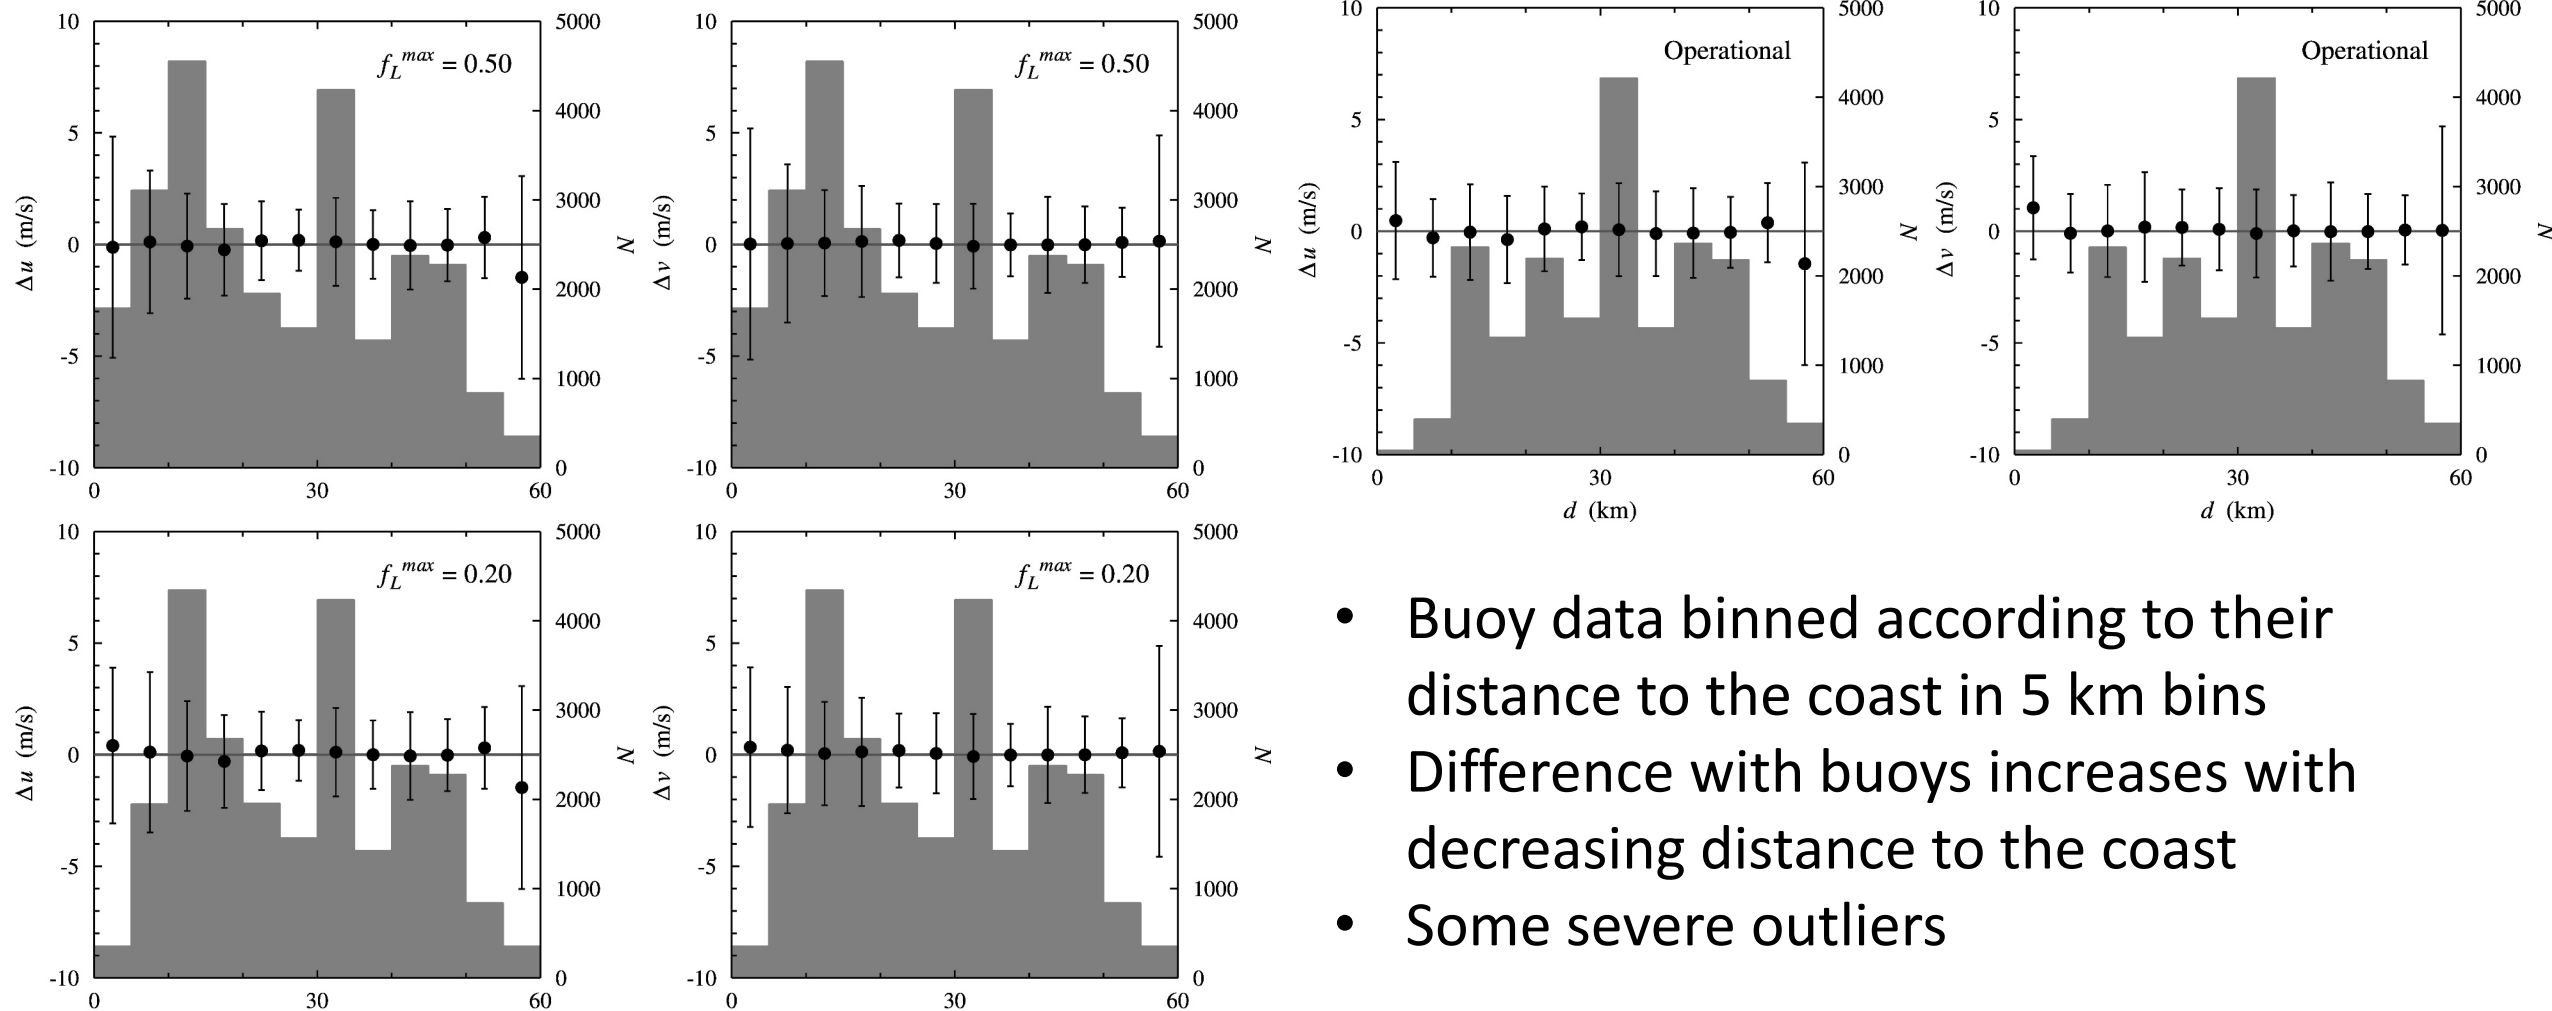 10
5
0
-5
-10
Δu (m/s)
f_L^max = 0.50
5000
4000
3000
2000
1000
0
N
0 30 60
10
5
0
-5
-10
Δv (m/s)
f_L^max = 0.50
5000
4000
3000
2000
1000
0
N
0 30 60
10
5
0
-5
-10
Δu (m/s)
Operational
5000
4000
3000
2000
1000
0
N
0 30 60
d (km)
10
5
0
-5
-10
Δv (m/s)
Operational
5000
4000
3000
2000
1000
0
N
0 30 60
d (km)
10
5
0
-5
-10
Δu (m/s)
f_L^max = 0.20
5000
4000
3000
2000
1000
0
N
0 30 60
10
5
0
-5
-10
Δv (m/s)
f_L^max = 0.20
5000
4000
3000
2000
1000
0
N
0 30 60
• Buoy data binned according to their
distance to the coast in 5 km bins
• Difference with buoys increases with
decreasing distance to the coast
• Some severe outliers